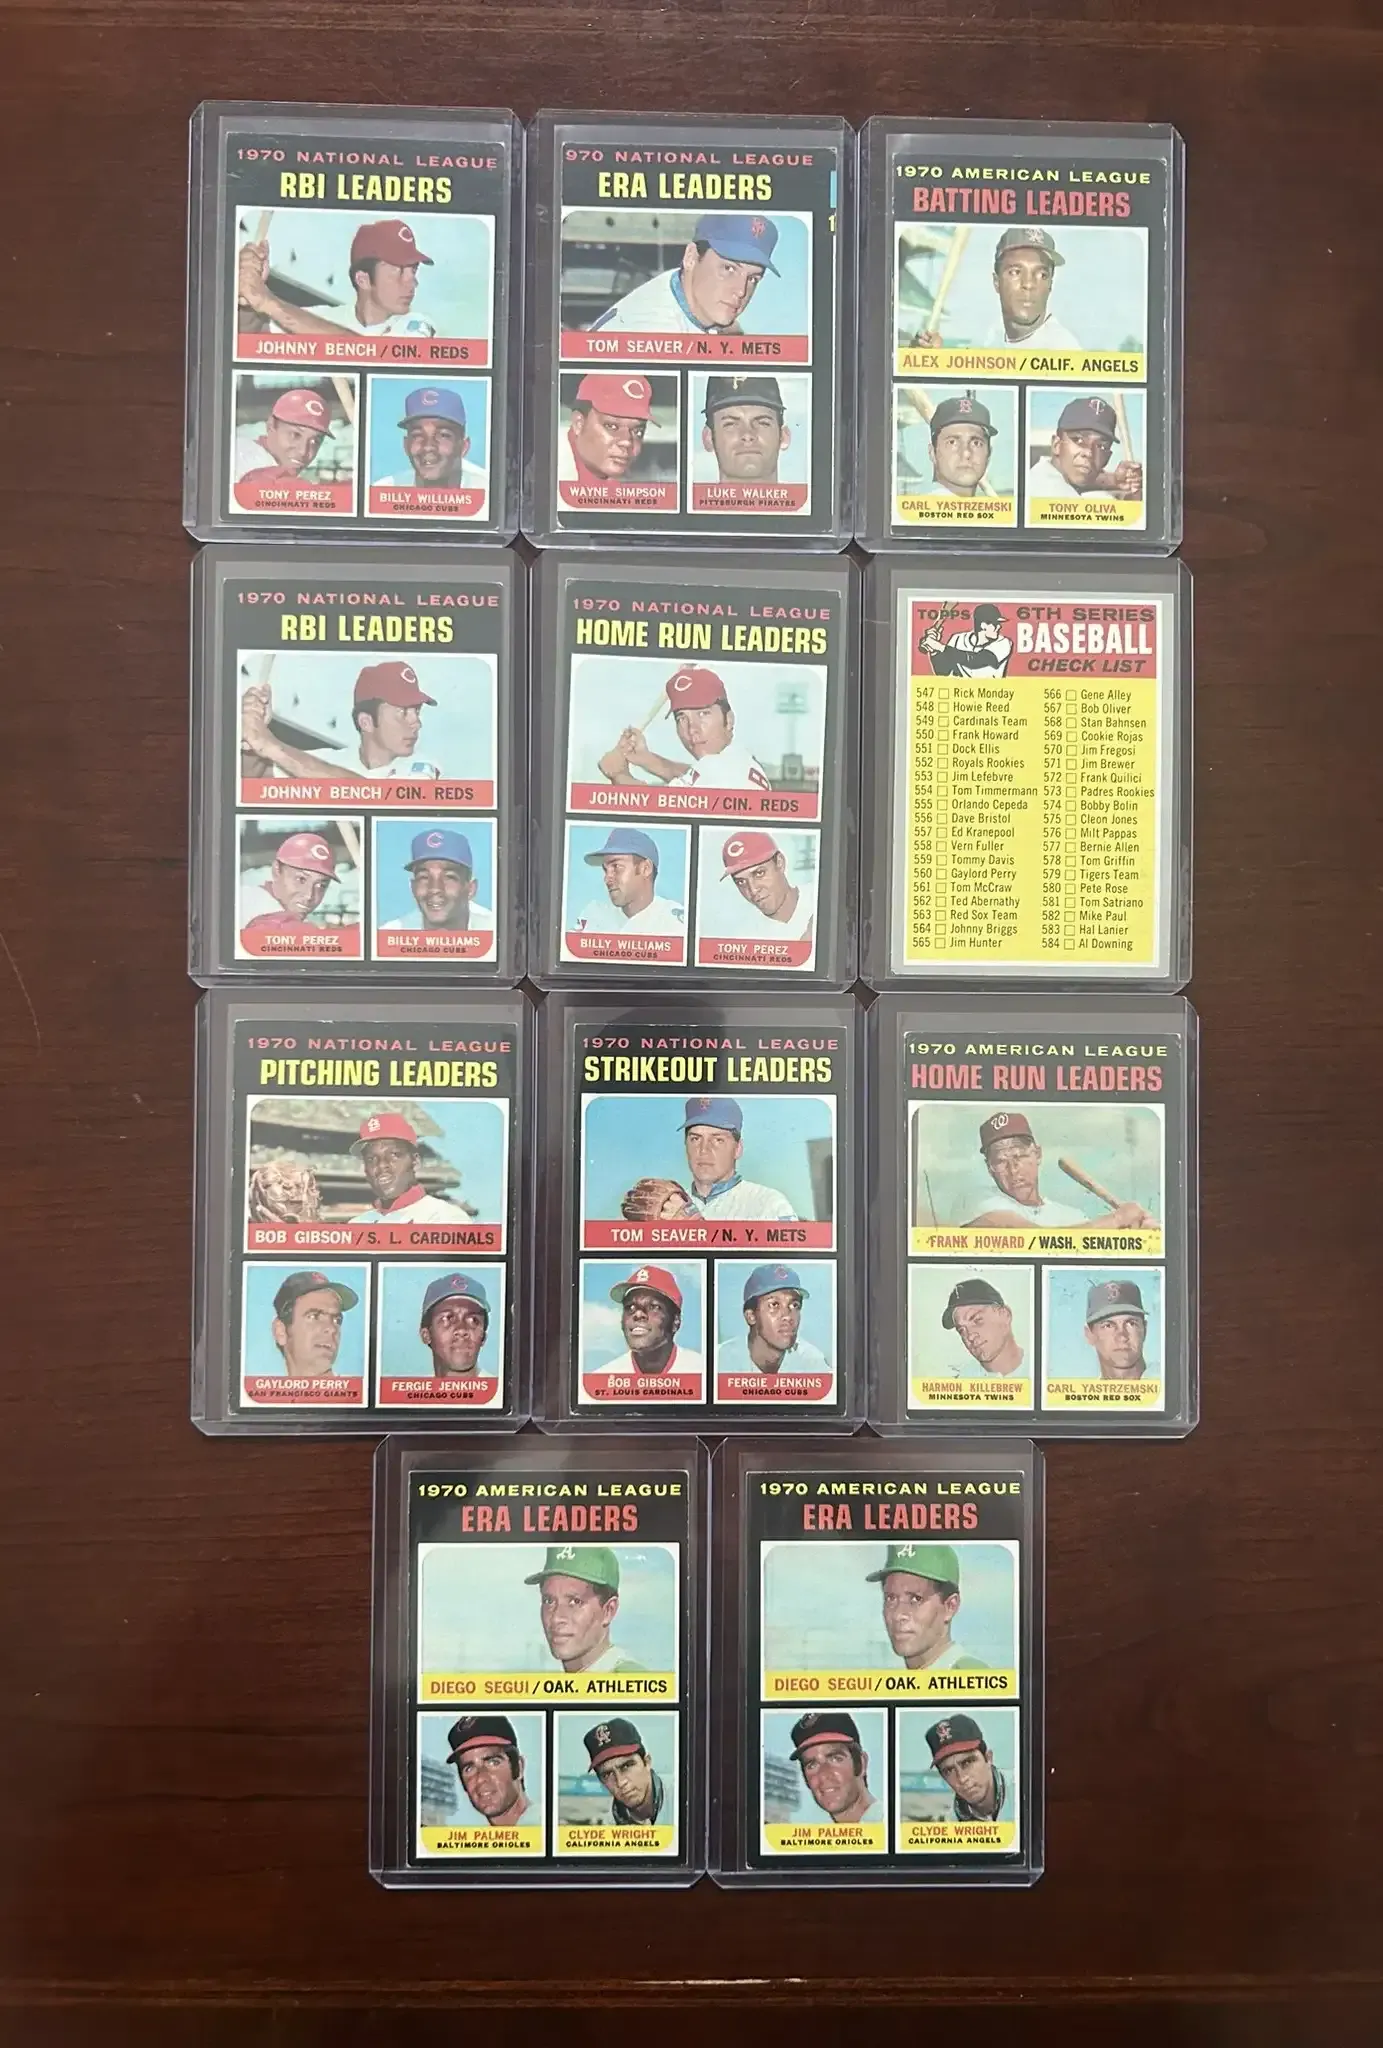 1970 NATIONAL LEAGUE
RBI LEADERS
JOHNNY BENCH / CIN. REDS
TONY PEREZ
CINCINNATI REDS
BILLY WILLIAMS
CHICAGO CUBS
970 NATIONAL LEAGUE
ERA LEADERS
TOM SEAVER / N. Y. METS
WAYNE SIMPSON
CINCINNATI REDS
LUKE WALKER
PITTSBURGH PIRATES
1970 AMERICAN LEAGUE
BATTING LEADERS
ALEX JOHNSON / CALIF. ANGELS
CARL YASTRZEMSKI
BOSTON RED SOX
TONY OLIVA
MINNESOTA TWINS
1970 NATIONAL LEAGUE
RBI LEADERS
JOHNNY BENCH / CIN. REDS
TONY PEREZ
CINCINNATI REDS
BILLY WILLIAMS
CHICAGO CUBS
1970 NATIONAL LEAGUE
HOME RUN LEADERS
JOHNNY BENCH / CIN. REDS
BILLY WILLIAMS
CHICAGO CUBS
TONY PEREZ
CINCINNATI REDS
TOPPS 6TH SERIES
BASEBALL
CHECK LIST
547 Rick Monday
548 Howie Reed
549 Cardinals Team
550 Frank Howard
551 Dock Ellis
552 Royals Rookies
553 Jim Lefebvre
554 Tom Timmermann
555 Orlando Cepeda
556 Dave Bristol
557 Ed Kranepool
558 Vern Fuller
559 Tommy Davis
560 Gaylord Perry
561 Tom McCraw
562 Ted Abernathy
563 Red Sox Team
564 Johnny Briggs
565 Jim Hunter
566 Gene Alley
567 Bob Oliver
568 Stan Bahnsen
569 Cookie Rojas
570 Jim Fregosi
571 Jim Brewer
572 Frank Quilici
573 Padres Rookies
574 Bobby Bolin
575 Cleon Jones
576 Milt Pappas
577 Bernie Allen
578 Tom Griffin
579 Tigers Team
580 Pete Rose
581 Tom Satriano
582 Mike Paul
583 Hal Lanier
584 Al Downing
1970 NATIONAL LEAGUE
PITCHING LEADERS
BOB GIBSON / S. L. CARDINALS
GAYLORD PERRY
SAN FRANCISCO GIANTS
FERGIE JENKINS
CHICAGO CUBS
1970 NATIONAL LEAGUE
STRIKEOUT LEADERS
TOM SEAVER / N. Y. METS
BOB GIBSON
ST. LOUIS CARDINALS
FERGIE JENKINS
CHICAGO CUBS
1970 AMERICAN LEAGUE
HOME RUN LEADERS
FRANK HOWARD / WASH. SENATORS
HARMON KILLEBREW
MINNESOTA TWINS
CARL YASTRZEMSKI
BOSTON RED SOX
1970 AMERICAN LEAGUE
ERA LEADERS
DIEGO SEGUI / OAK. ATHLETICS
JIM PALMER
BALTIMORE ORIOLES
CLYDE WRIGHT
CALIFORNIA ANGELS
1970 AMERICAN LEAGUE
ERA LEADERS
DIEGO SEGUI / OAK. ATHLETICS
JIM PALMER
BALTIMORE ORIOLES
CLYDE WRIGHT
CALIFORNIA ANGELS